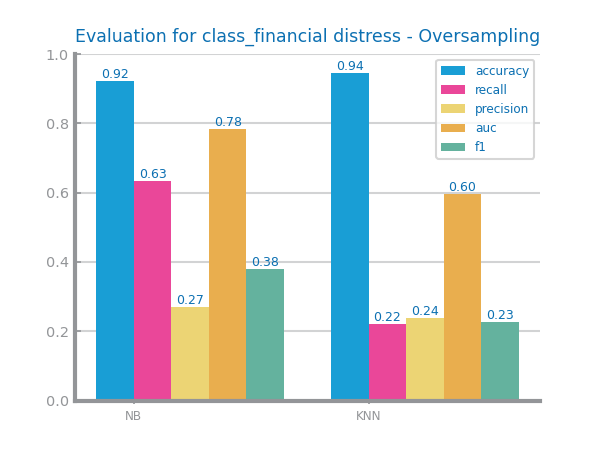 Evaluation for class_financial distress - Oversampling
1.0
0.8
0.6
0.4
0.2
0.0
0.92
0.63
0.27
0.78
0.38
0.94
0.22
0.24
0.60
0.23
accuracy
recall
precision
auc
f1
NB
KNN